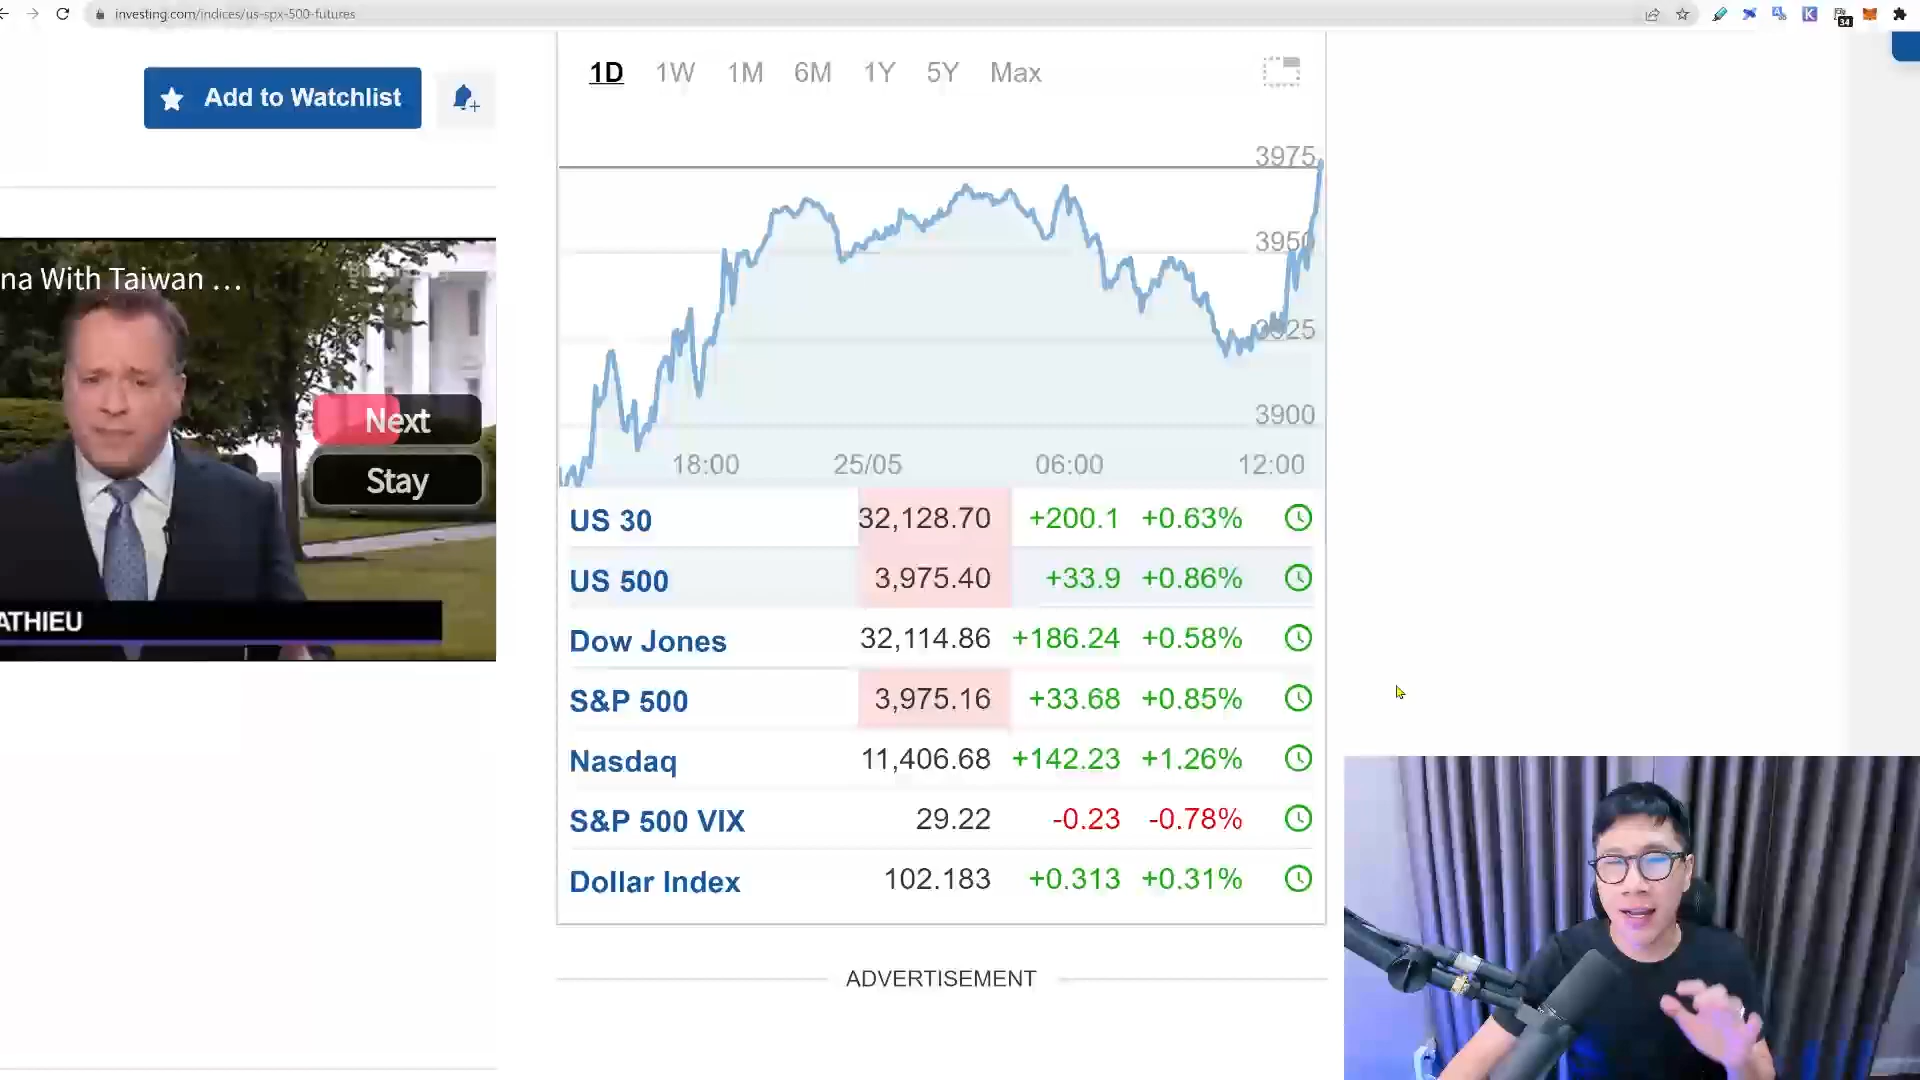 investing.com/indices/us-spx-500-futures
34
Add to Watchlist
1D 1W 1M 6M 1Y 5Y Max
3975
3950
3925
3900
18:00 25/05 06:00 12:00
na With Taiwan ...
Next
Stay
ATHIEU
US 30 32,128.70 +200.1 +0.63%
US 500 3,975.40 +33.9 +0.86%
Dow Jones 32,114.86 +186.24 +0.58%
S&P 500 3,975.16 +33.68 +0.85%
Nasdaq 11,406.68 +142.23 +1.26%
S&P 500 VIX 29.22 -0.23 -0.78%
Dollar Index 102.183 +0.313 +0.31%
ADVERTISEMENT